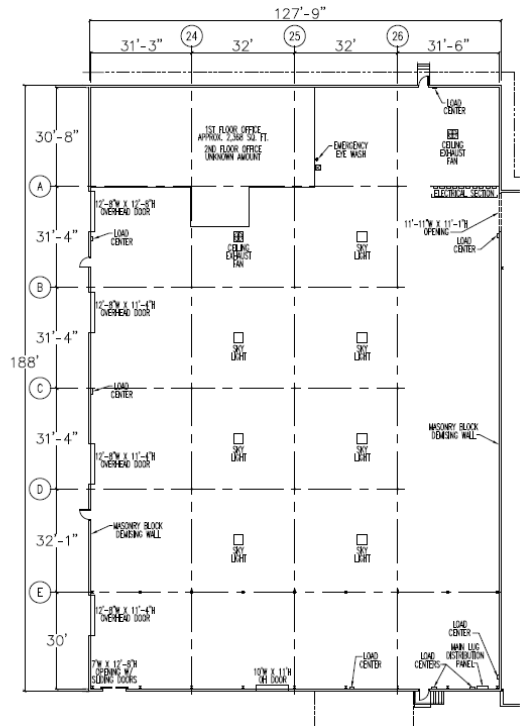 127'-9"
31'-3"
24
32'
25
32'
26
31'-6"
LOAD
CENTER
30'-8"
1ST FLOOR OFFICE
APPROX. 2,368 SQ. FT.
2ND FLOOR OFFICE
UNKNOWN AMOUNT
EMERGENCY
EYE WASH
CEILING
EXHAUST
FAN
A
ELECTRICAL SECTION
12'-8"W X 12'-8"H
OVERHEAD DOOR
11'-11"W X 11'-1"H
OPENING
31'-4"
LOAD
CENTER
CEILING
EXHAUST
FAN
SKY
LIGHT
LOAD
CENTER
B
12'-8"W X 11'-4"H
OVERHEAD DOOR
31'-4"
SKY
LIGHT
SKY
LIGHT
188'
C
LOAD
CENTER
31'-4"
SKY
LIGHT
SKY
LIGHT
MASONRY BLOCK
DEMISING WALL
12'-8"W X 11'-4"H
OVERHEAD DOOR
D
32'-1"
MASONRY BLOCK
DEMISING WALL
SKY
LIGHT
SKY
LIGHT
E
12'-8"W X 11'-4"H
OVERHEAD DOOR
30'
LOAD
CENTER
7'W X 12'-8"H
OPENING W/
SLIDING DOORS
10'W X 11'H
OH DOOR
LOAD
CENTER
LOAD
CENTERS
MAIN LUG
DISTRIBUTION
PANEL